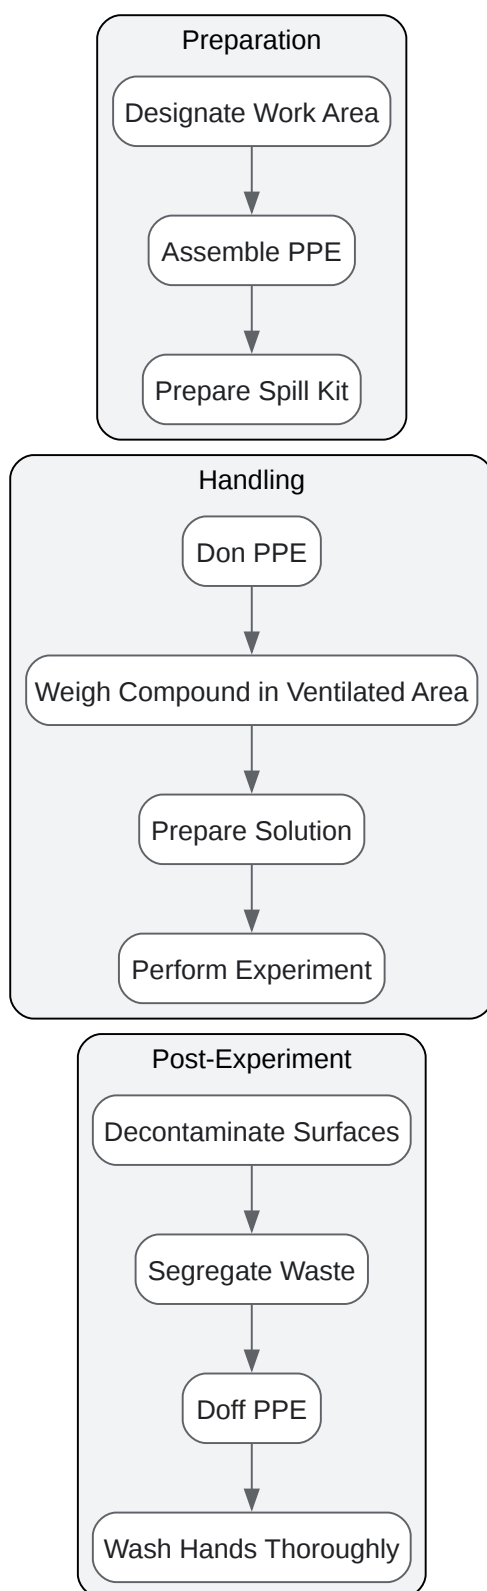 Preparation
Designate Work Area
Assemble PPE
Prepare Spill Kit
Handling
Don PPE
Weigh Compound in Ventilated Area
Prepare Solution
Perform Experiment
Post-Experiment
Decontaminate Surfaces
Segregate Waste
Doff PPE
Wash Hands Thoroughly